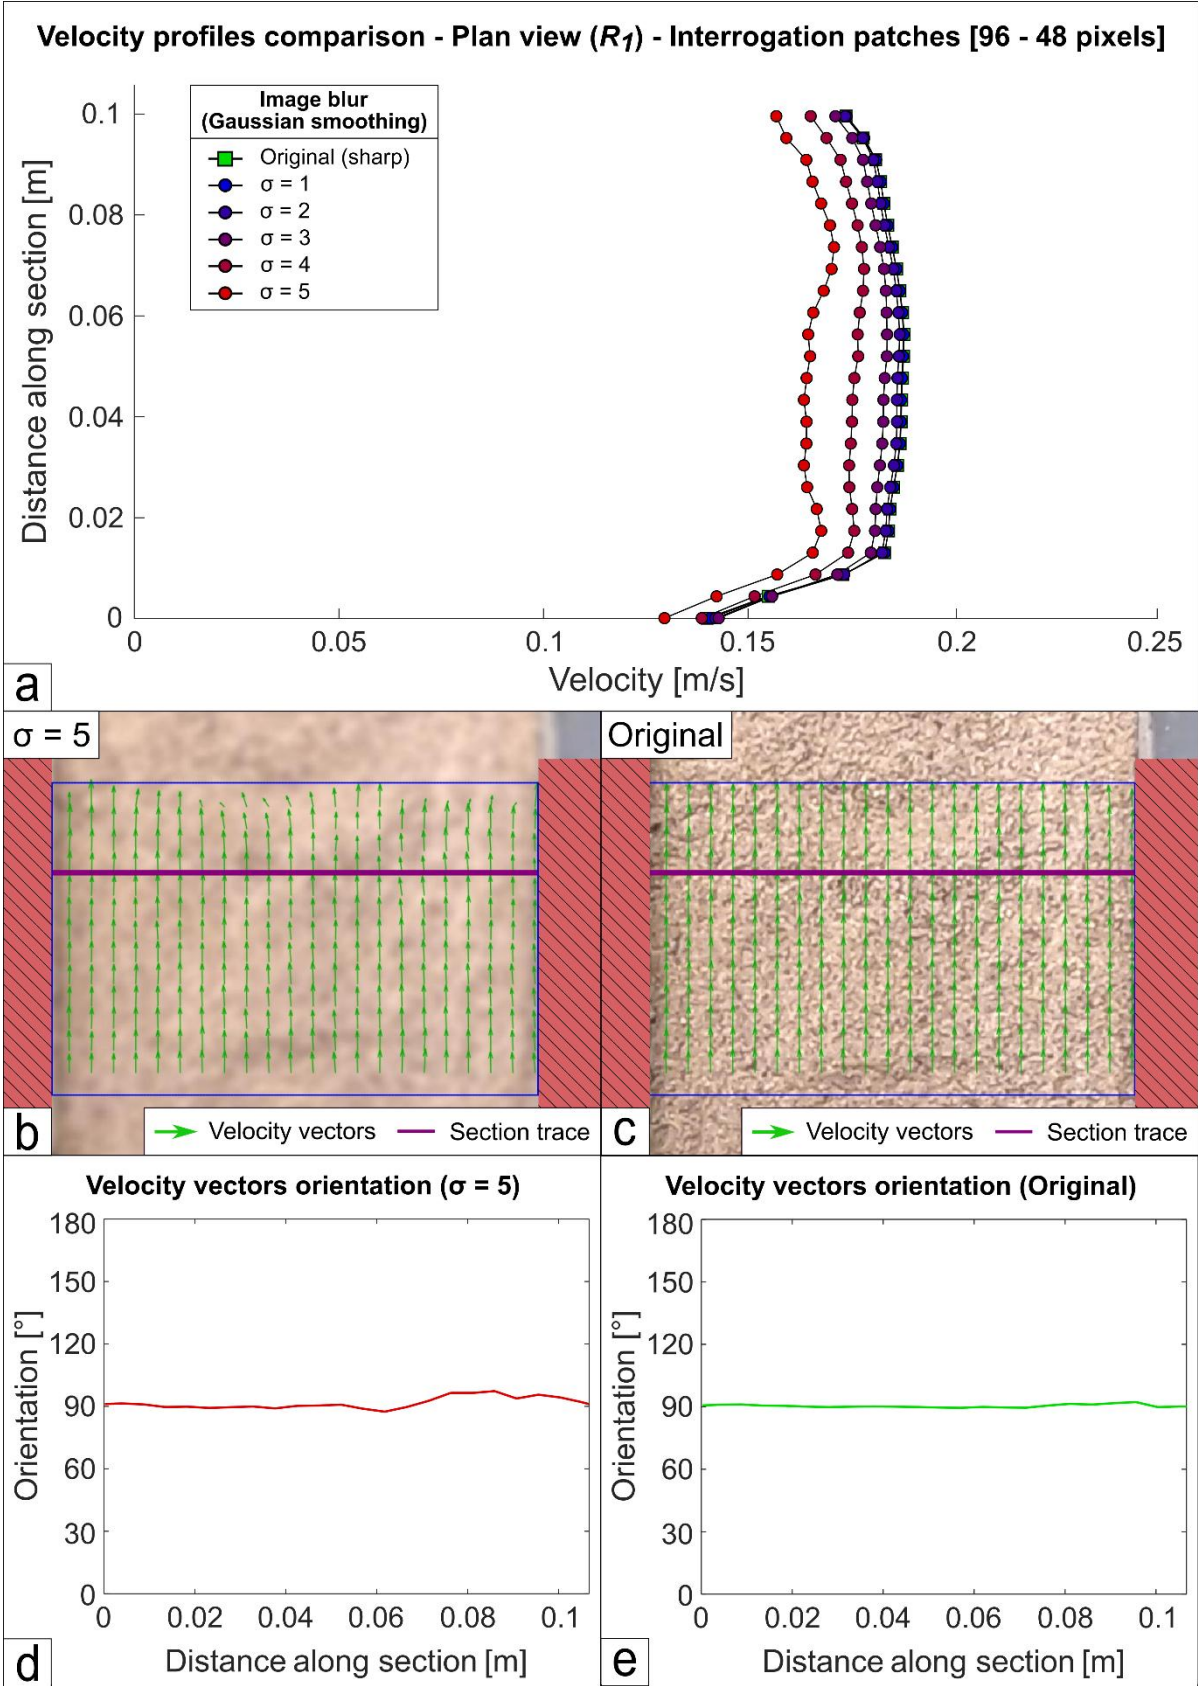 Velocity profiles comparison - Plan view (R1) - Interrogation patches [96 - 48 pixels]
Image blur
(Gaussian smoothing)
Original (sharp)
σ = 1
σ = 2
σ = 3
σ = 4
σ = 5
Distance along section [m]
0.1
0.08
0.06
0.04
0.02
0
0 0.05 0.1 0.15 0.2 0.25
Velocity [m/s]
a
σ = 5
Original
b
Velocity vectors Section trace
c
Velocity vectors Section trace
Velocity vectors orientation (σ = 5)
Orientation [°]
180
150
120
90
60
30
0
0 0.02 0.04 0.06 0.08 0.1
Distance along section [m]
d
Velocity vectors orientation (Original)
Orientation [°]
180
150
120
90
60
30
0
0 0.02 0.04 0.06 0.08 0.1
Distance along section [m]
e